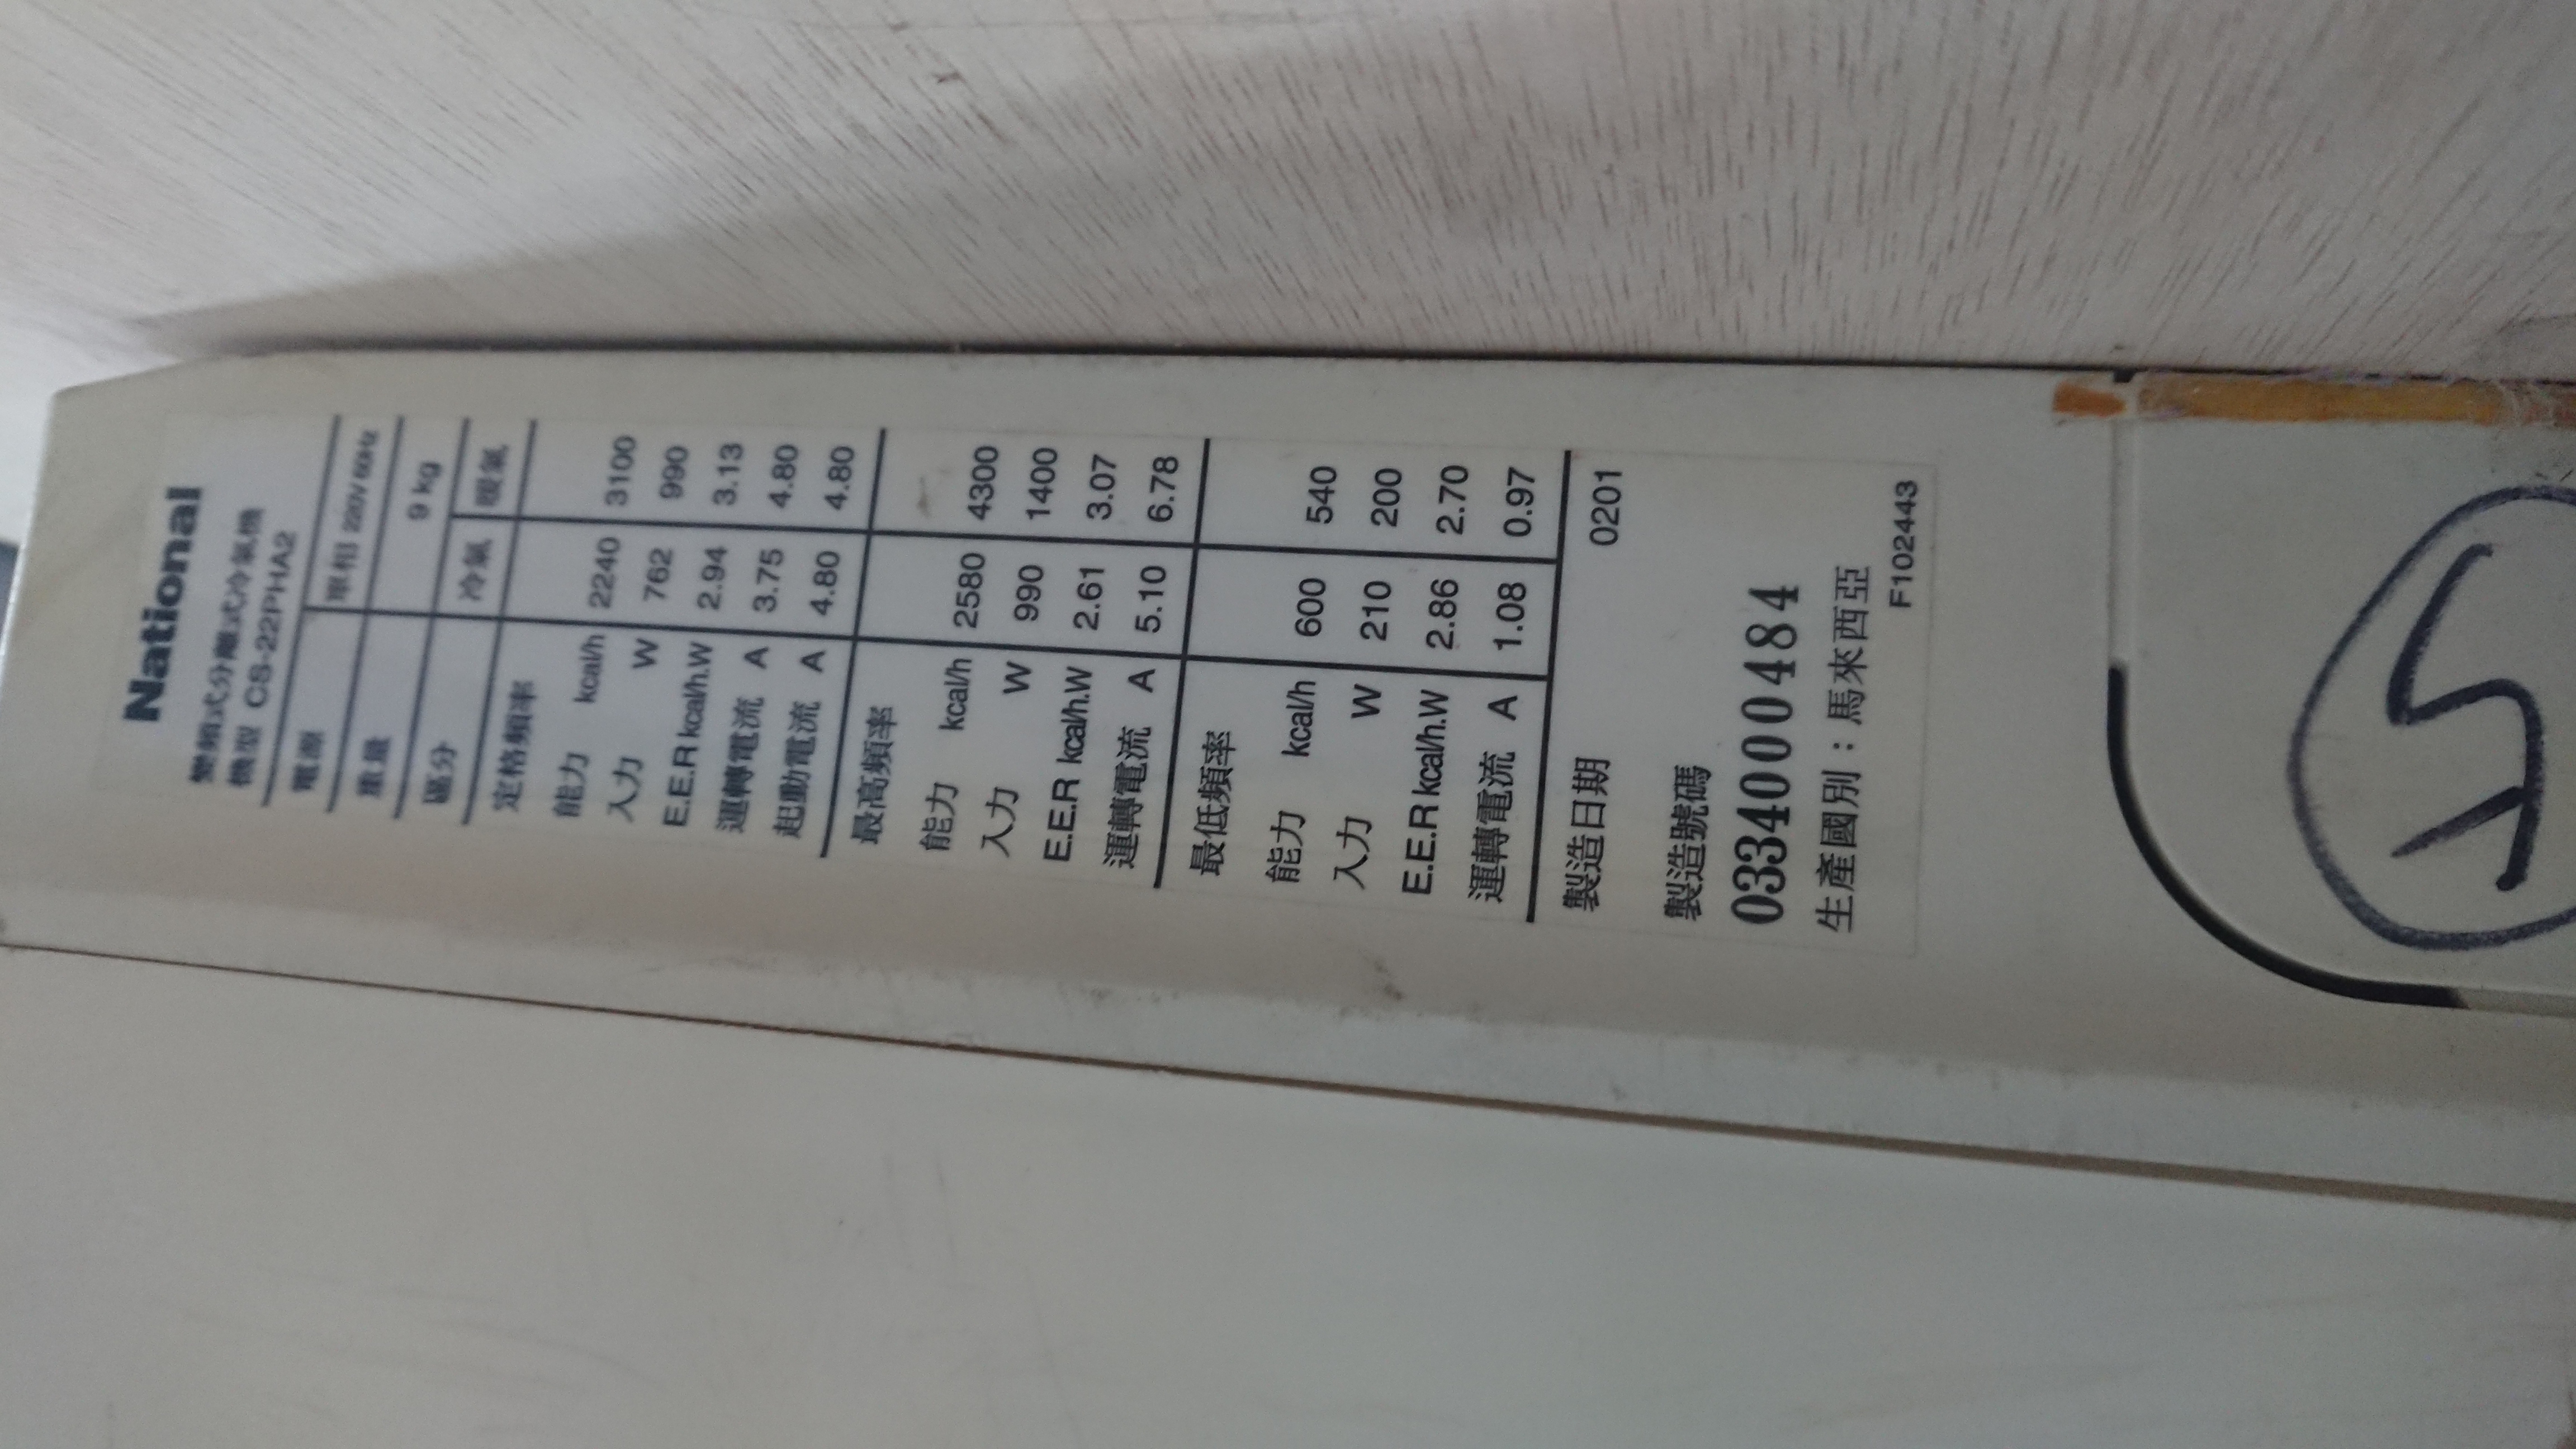 National
變頻式分離式冷氣機
機型 CS-22PHA2
電源 單相 220V 60Hz
重量 9 kg
區分 冷氣 暖氣
定格頻率
能力 kcal/h 2240 3100
入力 W 762 990
E.E.R kcal/h.W 2.94 3.13
運轉電流 A 3.75 4.80
起動電流 A 4.80 4.80
最高頻率
能力 kcal/h 2580 4300
入力 W 990 1400
E.E.R kcal/h.W 2.61 3.07
運轉電流 A 5.10 6.78
最低頻率
能力 kcal/h 600 540
入力 W 210 200
E.E.R kcal/h.W 2.86 2.70
運轉電流 A 1.08 0.97
製造日期 0201
製造號碼
0334000484
生產國別：馬來西亞
F102443